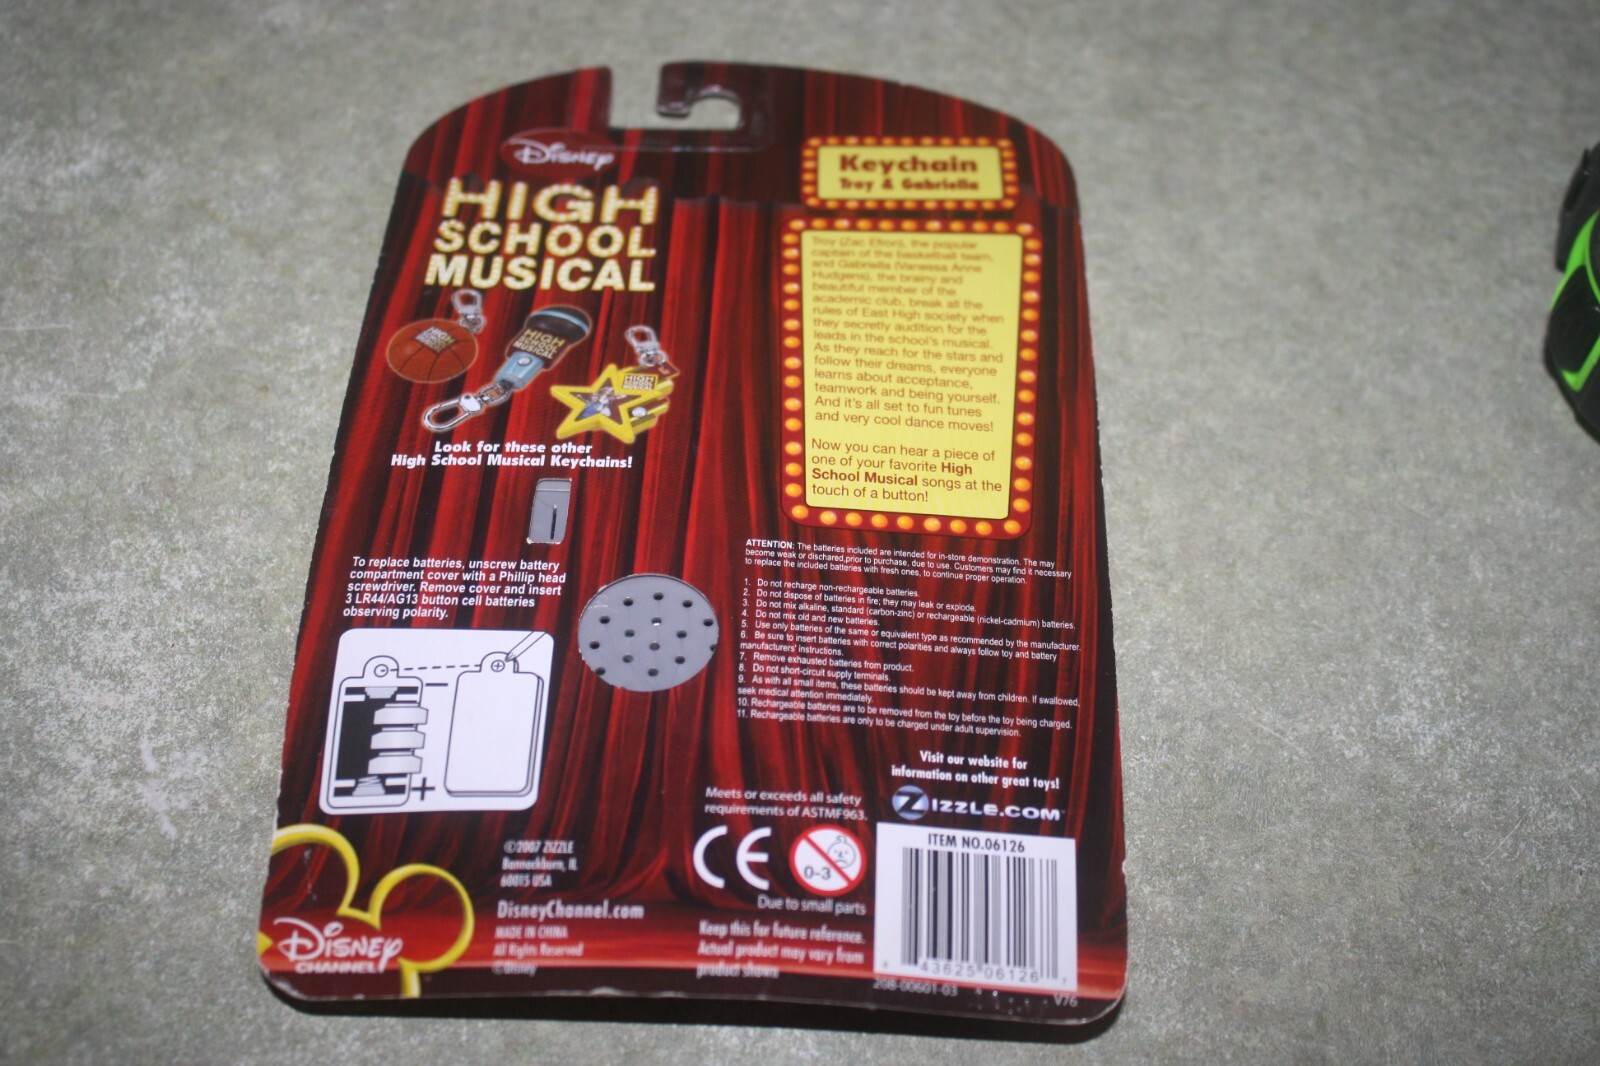 Disney
HIGH
SCHOOL
MUSICAL
Keychain
Troy & Gabriella
Troy (Zac Efron), the popular
captain of the basketball team,
and Gabriella (Vanessa Anne
Hudgens), the brainy and
beautiful member of the
academic club, break all the
rules of East High society when
they secretly audition for the
leads in the school's musical.
As they reach for the stars and
follow their dreams, everyone
learns about acceptance,
teamwork and being yourself.
And it's all set to fun tunes
and very cool dance moves!
Now you can hear a piece of
one of your favorite High
School Musical songs at the
touch of a button!
HIGH
SCHOOL
MUSICAL
HIGH
SCHOOL
MUSICAL
HIGH
SCHOOL
MUSICAL
Look for these other
High School Musical Keychains!
To replace batteries, unscrew battery
compartment cover with a Phillip head
screwdriver. Remove cover and insert
3 LR44/AG13 button cell batteries
observing polarity.
− +
ATTENTION: The batteries included are intended for in-store demonstration. The may
become weak or dischared,prior to purchase, due to use. Customers may find it necessary
to replace the included batteries with fresh ones, to continue proper operation.
1. Do not recharge non-rechargeable batteries.
2. Do not dispose of batteries in fire; they may leak or explode.
3. Do not mix alkaline, standard (carbon-zinc) or rechargeable (nickel-cadmium) batteries.
4. Do not mix old and new batteries.
5. Use only batteries of the same or equivalent type as recommended by the manufacturer.
6. Be sure to insert batteries with correct polarities and always follow toy and battery
manufacturers' instructions.
7. Remove exhausted batteries from product.
8. Do not short-circuit supply terminals.
9. As with all small items, these batteries should be kept away from children. If swallowed,
seek medical attention immediately.
10. Rechargeable batteries are to be removed from the toy before the toy being charged.
11. Rechargeable batteries are only to be charged under adult supervision.
Visit our website for
information on other great toys!
ZIZZLE.COM
Meets or exceeds all safety
requirements of ASTMF963.
CE
0-3
Due to small parts
Keep this for future reference.
Actual product may vary from
product shown
ITEM NO.06126
43625 06126
208-00601-03
V76
©2007 ZIZZLE
Bannockburn, IL
60015 USA
DisneyChannel.com
MADE IN CHINA
All Rights Reserved
©Disney
Disney
CHANNEL